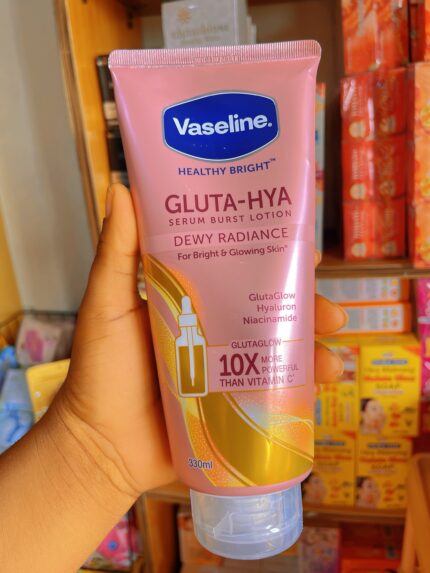 Vaseline.
HEALTHY BRIGHT™
GLUTA-HYA
SERUM BURST LOTION
DEWY RADIANCE
For Bright & Glowing Skin*
GlutaGlow
Hyaluron
Niacinamide
GLUTAGLOW
10X MORE
POWERFUL
THAN VITAMIN C*
330ml